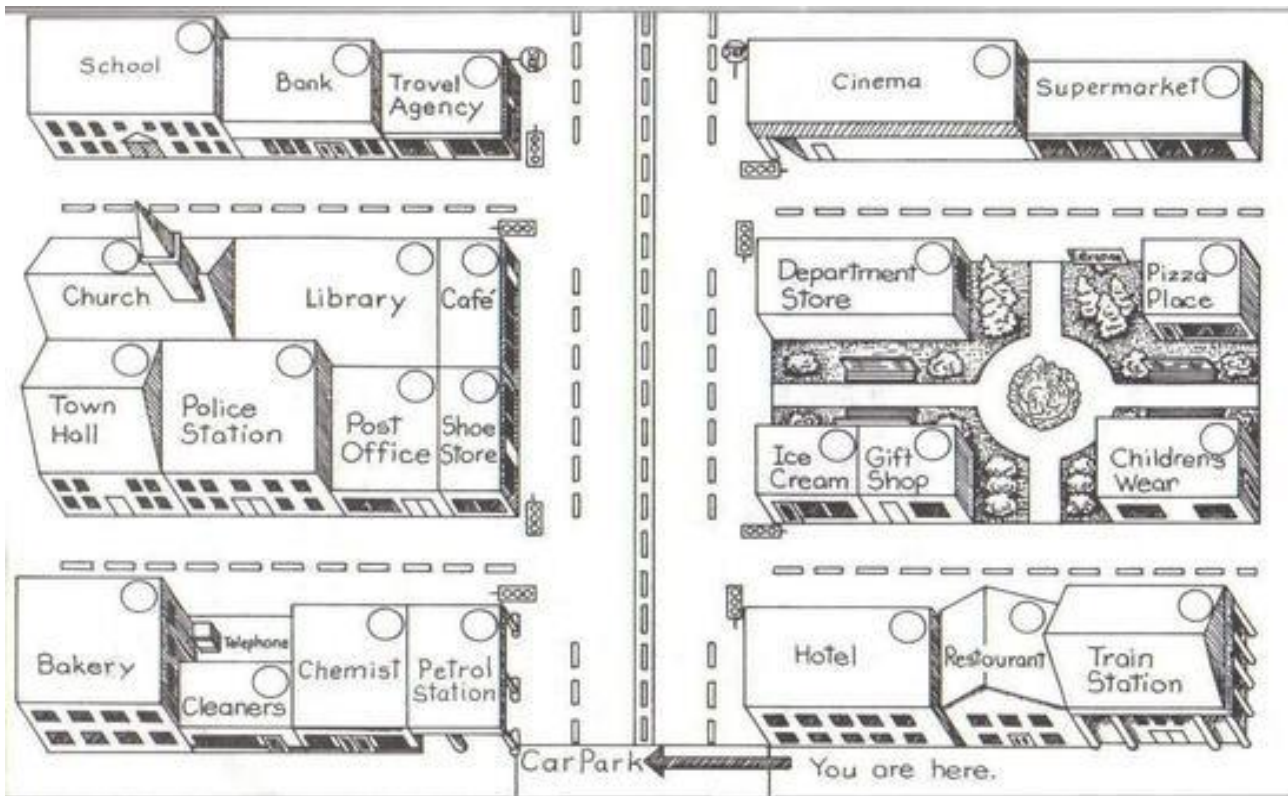 School
Bank
Travel
Agency
Cinema
Supermarket
Church
Library
Café
Department
Store
Pizza
Place
Town
Hall
Police
Station
Post
Office
Shoe
Store
Ice
Cream
Gift
Shop
Children's
Wear
Bakery
Telephone
Cleaners
Chemist
Petrol
Station
Hotel
Restaurant
Train
Station
Car Park
You are here.